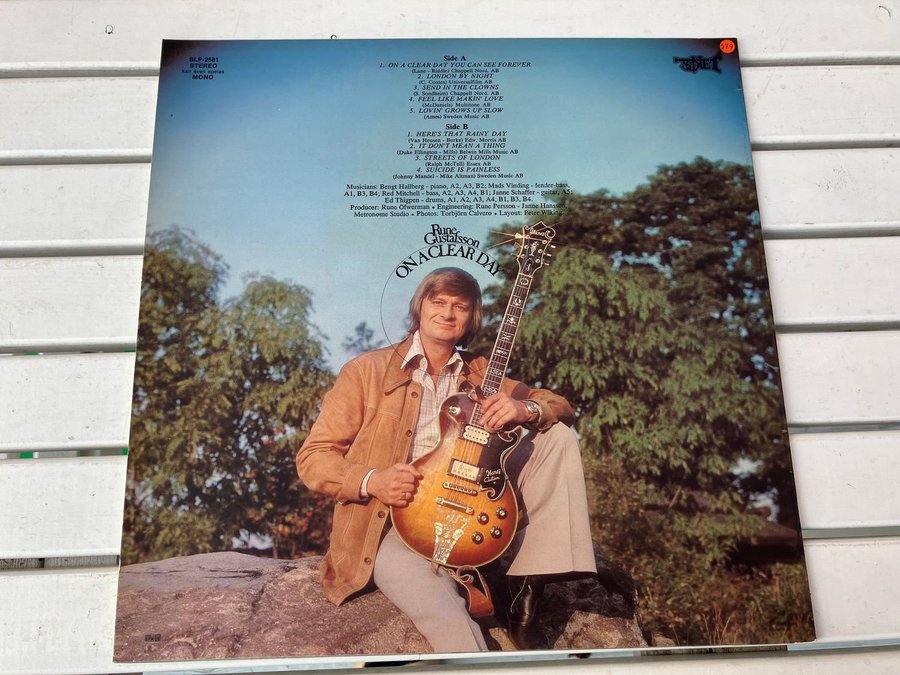 SLP-2581
STEREO
kan även spelas
MONO
579
Side A
1. ON A CLEAR DAY YOU CAN SEE FOREVER
(Lane - Riddle) Chappell Nord. AB
2. LONDON BY NIGHT
(C. Coates) Universalfilm AB
3. SEND IN THE CLOWNS
(S. Sondheim) Chappell Nord. AB
4. FEEL LIKE MAKIN' LOVE
(McDaniels) Multitone AB
5. LOVIN' GROWS UP SLOW
(Ames) Sweden Music AB
Side B
1. HERE'S THAT RAINY DAY
(Van Heusen - Burke) Edw. Morris AB
2. IT DON'T MEAN A THING
(Duke Ellington - Mills) Belwin Mills Music AB
3. STREETS OF LONDON
(Ralph McTell) Essex AB
4. SUICIDE IS PAINLESS
(Johnny Mandel - Mike Altman) Sweden Music AB
Musicians: Bengt Hallberg - piano, A2, A3, B2; Mads Vinding - fender-bass,
A1, B3, B4; Red Mitchell - bass, A2, A3, A4, B1; Janne Schaffer - guitar, A5;
Ed Thigpen - drums, A1, A2, A3, A4, B1, B3, B4.
Producer: Rune Öfwerman • Engineering: Rune Persson - Janne Hansson,
Metronome Studio • Photos: Torbjörn Calvero • Layout: Peter Wiking.
Rune
Gustafsson
ON A CLEAR DAY